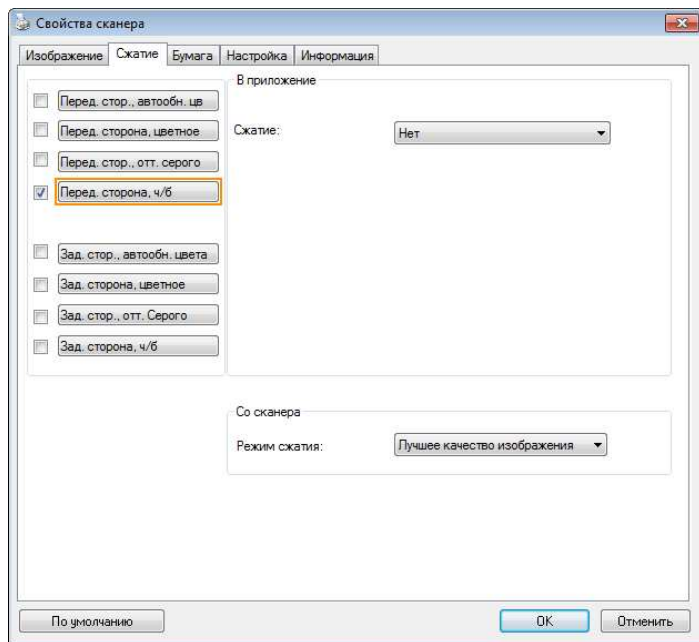 Свойства сканера
Изображение Сжатие Бумага Настройка Информация
Перед. стор., автообн. цв
Перед. сторона, цветное
Перед. стор., отт. серого
Перед. сторона, ч/б
Зад. стор., автообн. цвета
Зад. сторона, цветное
Зад. стор., отт. Серого
Зад. сторона, ч/б
В приложение
Сжатие: Нет
Со сканера
Режим сжатия: Лучшее качество изображения
По умолчанию OK Отменить